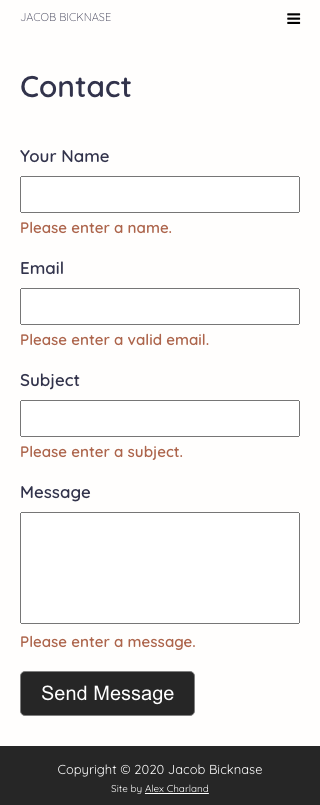 JACOB BICKNASE
Contact
Your Name
Please enter a name.
Email
Please enter a valid email.
Subject
Please enter a subject.
Message
Please enter a message.
Send Message
Copyright © 2020 Jacob Bicknase
Site by Alex Charland